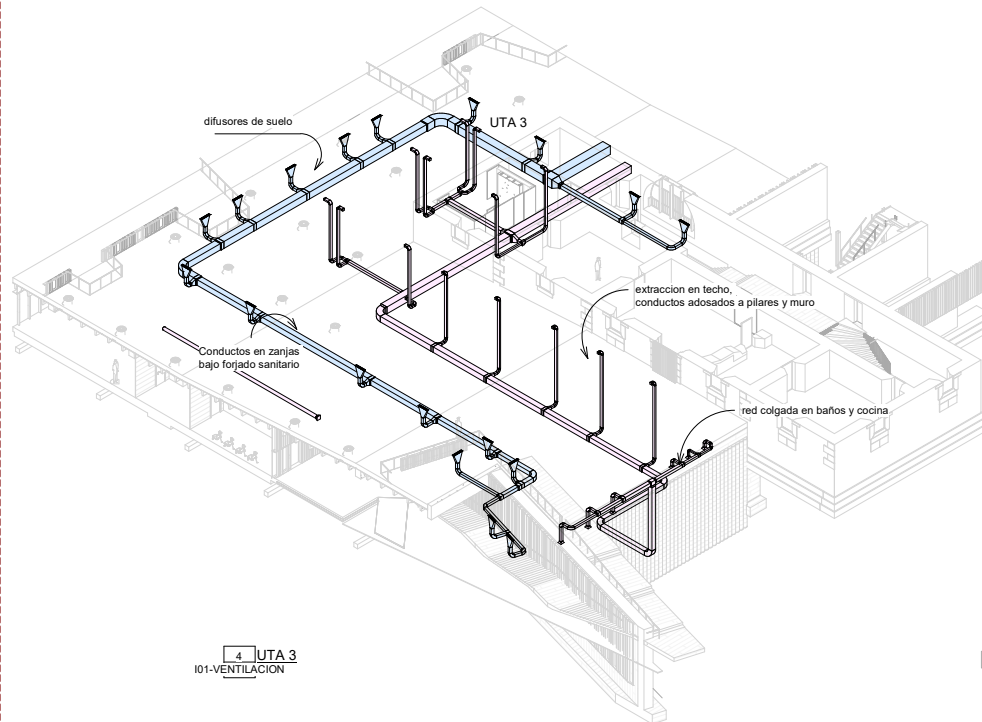 difusores de suelo
UTA 3
extraccion en techo,
conductos adosados a pilares y muro
Conductos en zanjas
bajo forjado sanitario
red colgada en baños y cocina
4 UTA 3
I01-VENTILACION